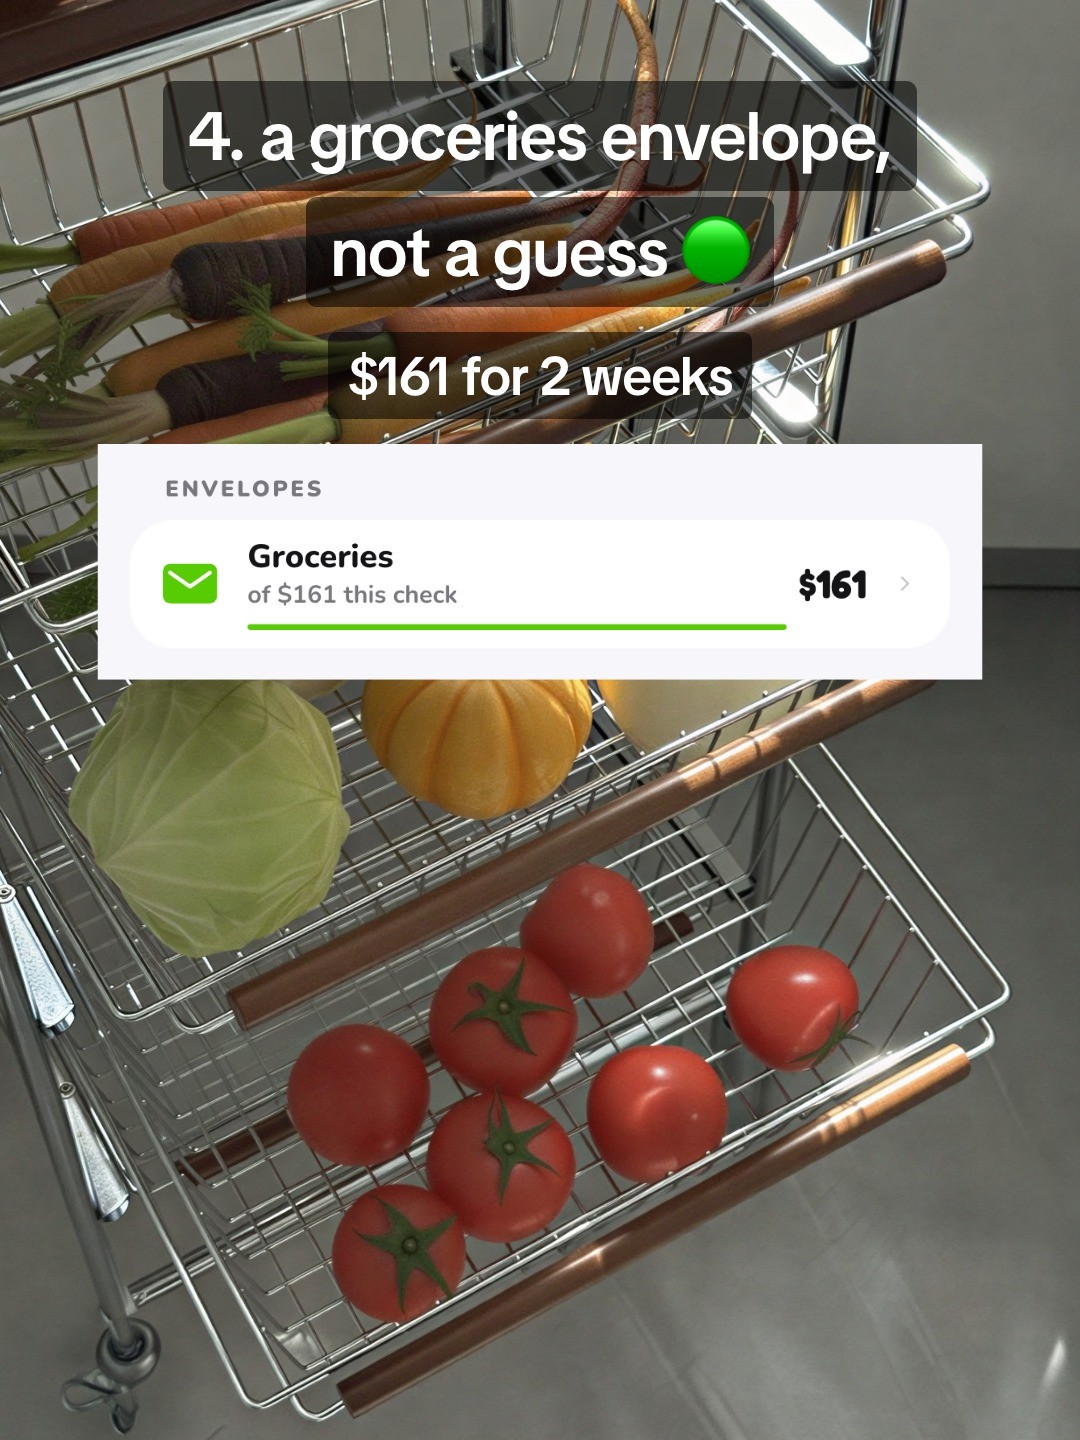 4. a groceries envelope,
not a guess 🟢
$161 for 2 weeks
ENVELOPES
Groceries
of $161 this check
$161